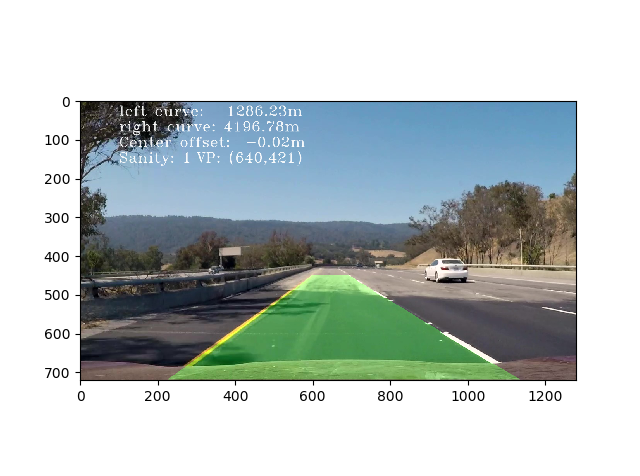 left curve: 1286.23m
right curve: 4196.78m
Center offset: -0.02m
Sanity: 1 VP: (640,421)
0
100
200
300
400
500
600
700
0 200 400 600 800 1000 1200